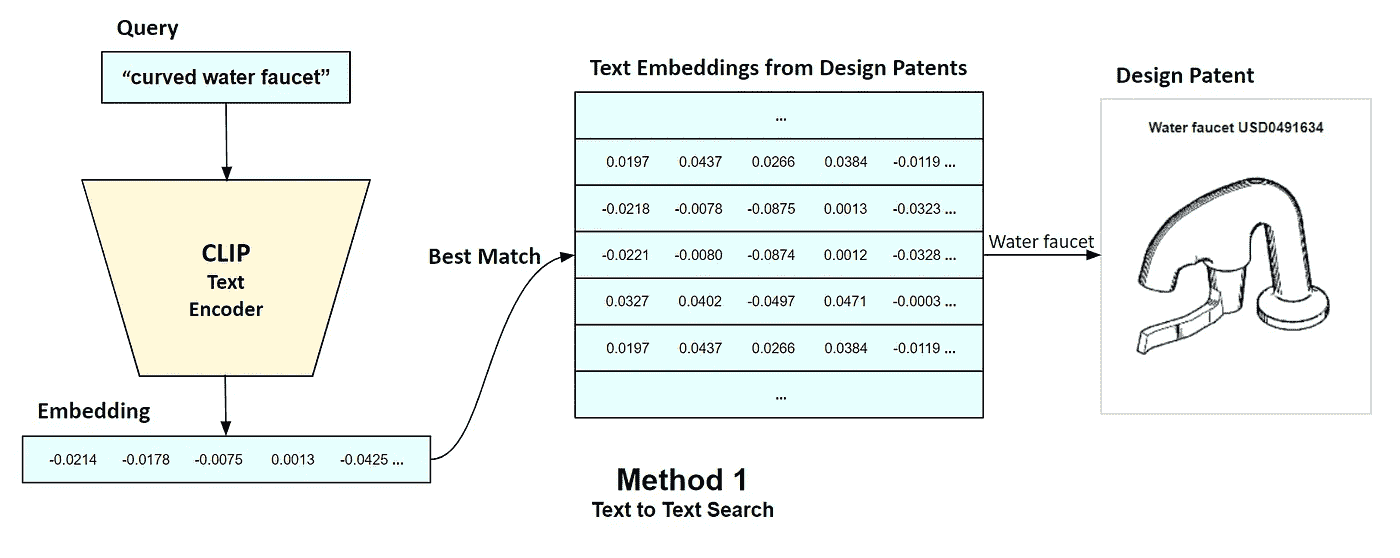 Query
“curved water faucet”
CLIP
Text
Encoder
Embedding
-0.0214 -0.0178 -0.0075 0.0013 -0.0425 ...
Best Match
Text Embeddings from Design Patents
...
0.0197 0.0437 0.0266 0.0384 -0.0119 ...
-0.0218 -0.0078 -0.0875 0.0013 -0.0323 ...
-0.0221 -0.0080 -0.0874 0.0012 -0.0328 ...
0.0327 0.0402 -0.0497 0.0471 -0.0003 ...
0.0197 0.0437 0.0266 0.0384 -0.0119 ...
...
Water faucet
Design Patent
Water faucet USD0491634
Method 1
Text to Text Search